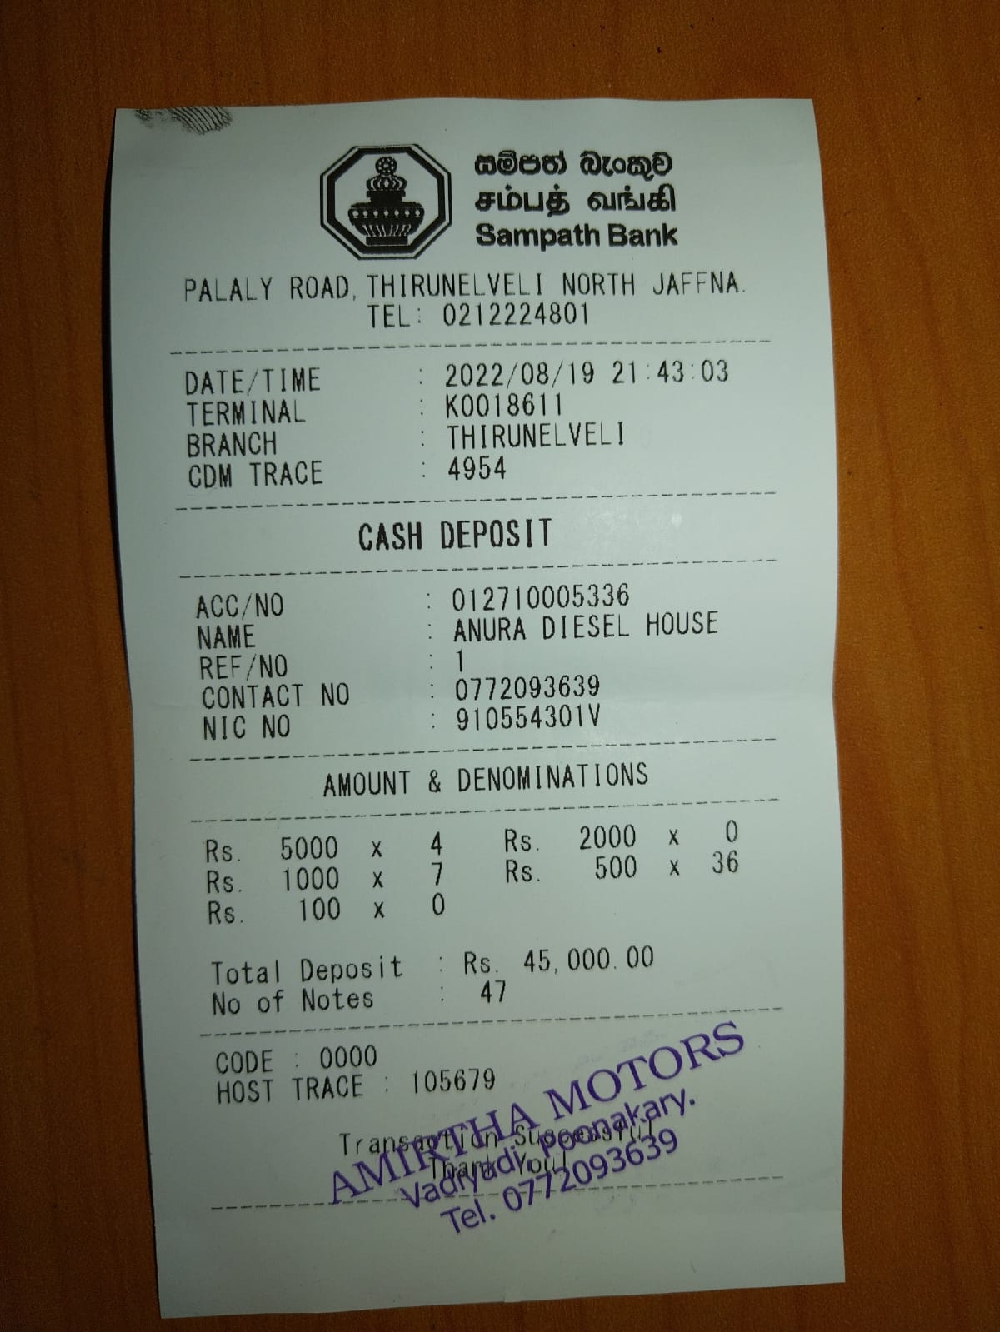 සම්පත් බැංකුව
சம்பத் வங்கி
Sampath Bank
PALALY ROAD, THIRUNELVELI NORTH JAFFNA.
TEL: 0212224801
DATE/TIME : 2022/08/19 21:43:03
TERMINAL : K0018611
BRANCH : THIRUNELVELI
CDM TRACE : 4954
CASH DEPOSIT
ACC/NO : 012710005336
NAME : ANURA DIESEL HOUSE
REF/NO : 1
CONTACT NO : 0772093639
NIC NO : 910554301V
AMOUNT & DENOMINATIONS
Rs. 5000 x 4 Rs. 2000 x 0
Rs. 1000 x 7 Rs. 500 x 36
Rs. 100 x 0
Total Deposit : Rs. 45,000.00
No of Notes : 47
CODE : 0000
HOST TRACE : 105679
Transaction Successful
Thank You!
AMIRTHA MOTORS
Vadiyadi, Poonakary.
Tel. 0772093639